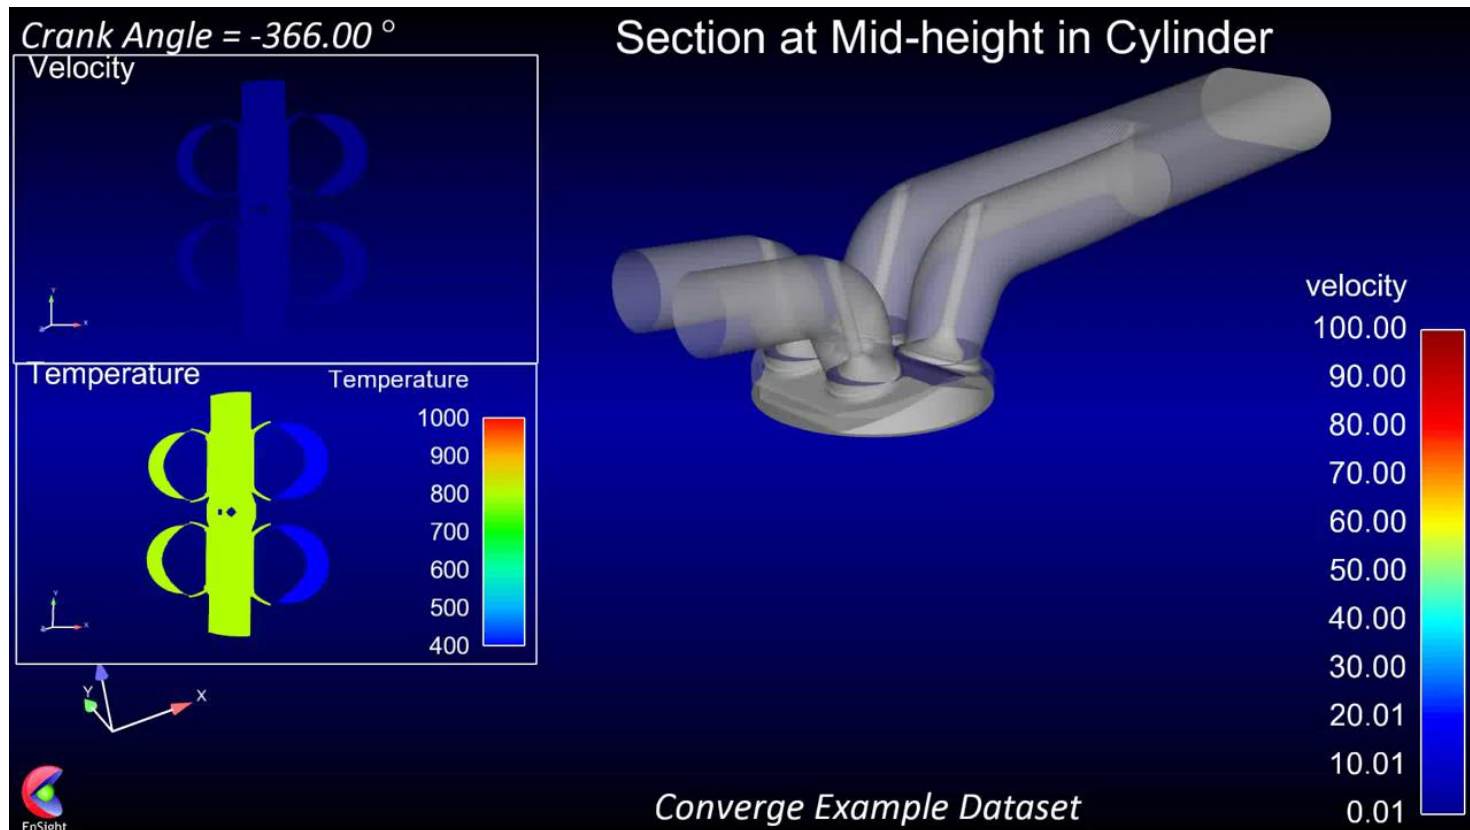 Crank Angle = -366.00 °
Section at Mid-height in Cylinder
Velocity
Y
X
Temperature
Temperature
1000
900
800
700
600
500
400
Y
X
velocity
100.00
90.00
80.00
70.00
60.00
50.00
40.00
30.00
20.01
10.01
0.01
Y
X
EnSight
Converge Example Dataset